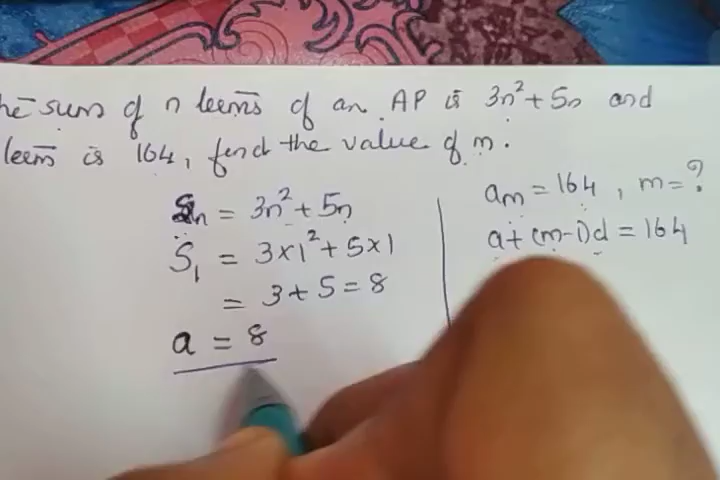 he sum of n terms of an AP is 3n² + 5n and
term is 164, find the value of m.
Sn = 3n² + 5n
S₁ = 3×1² + 5×1
= 3 + 5 = 8
a = 8
am = 164, m = ?
a + (m-1)d = 164